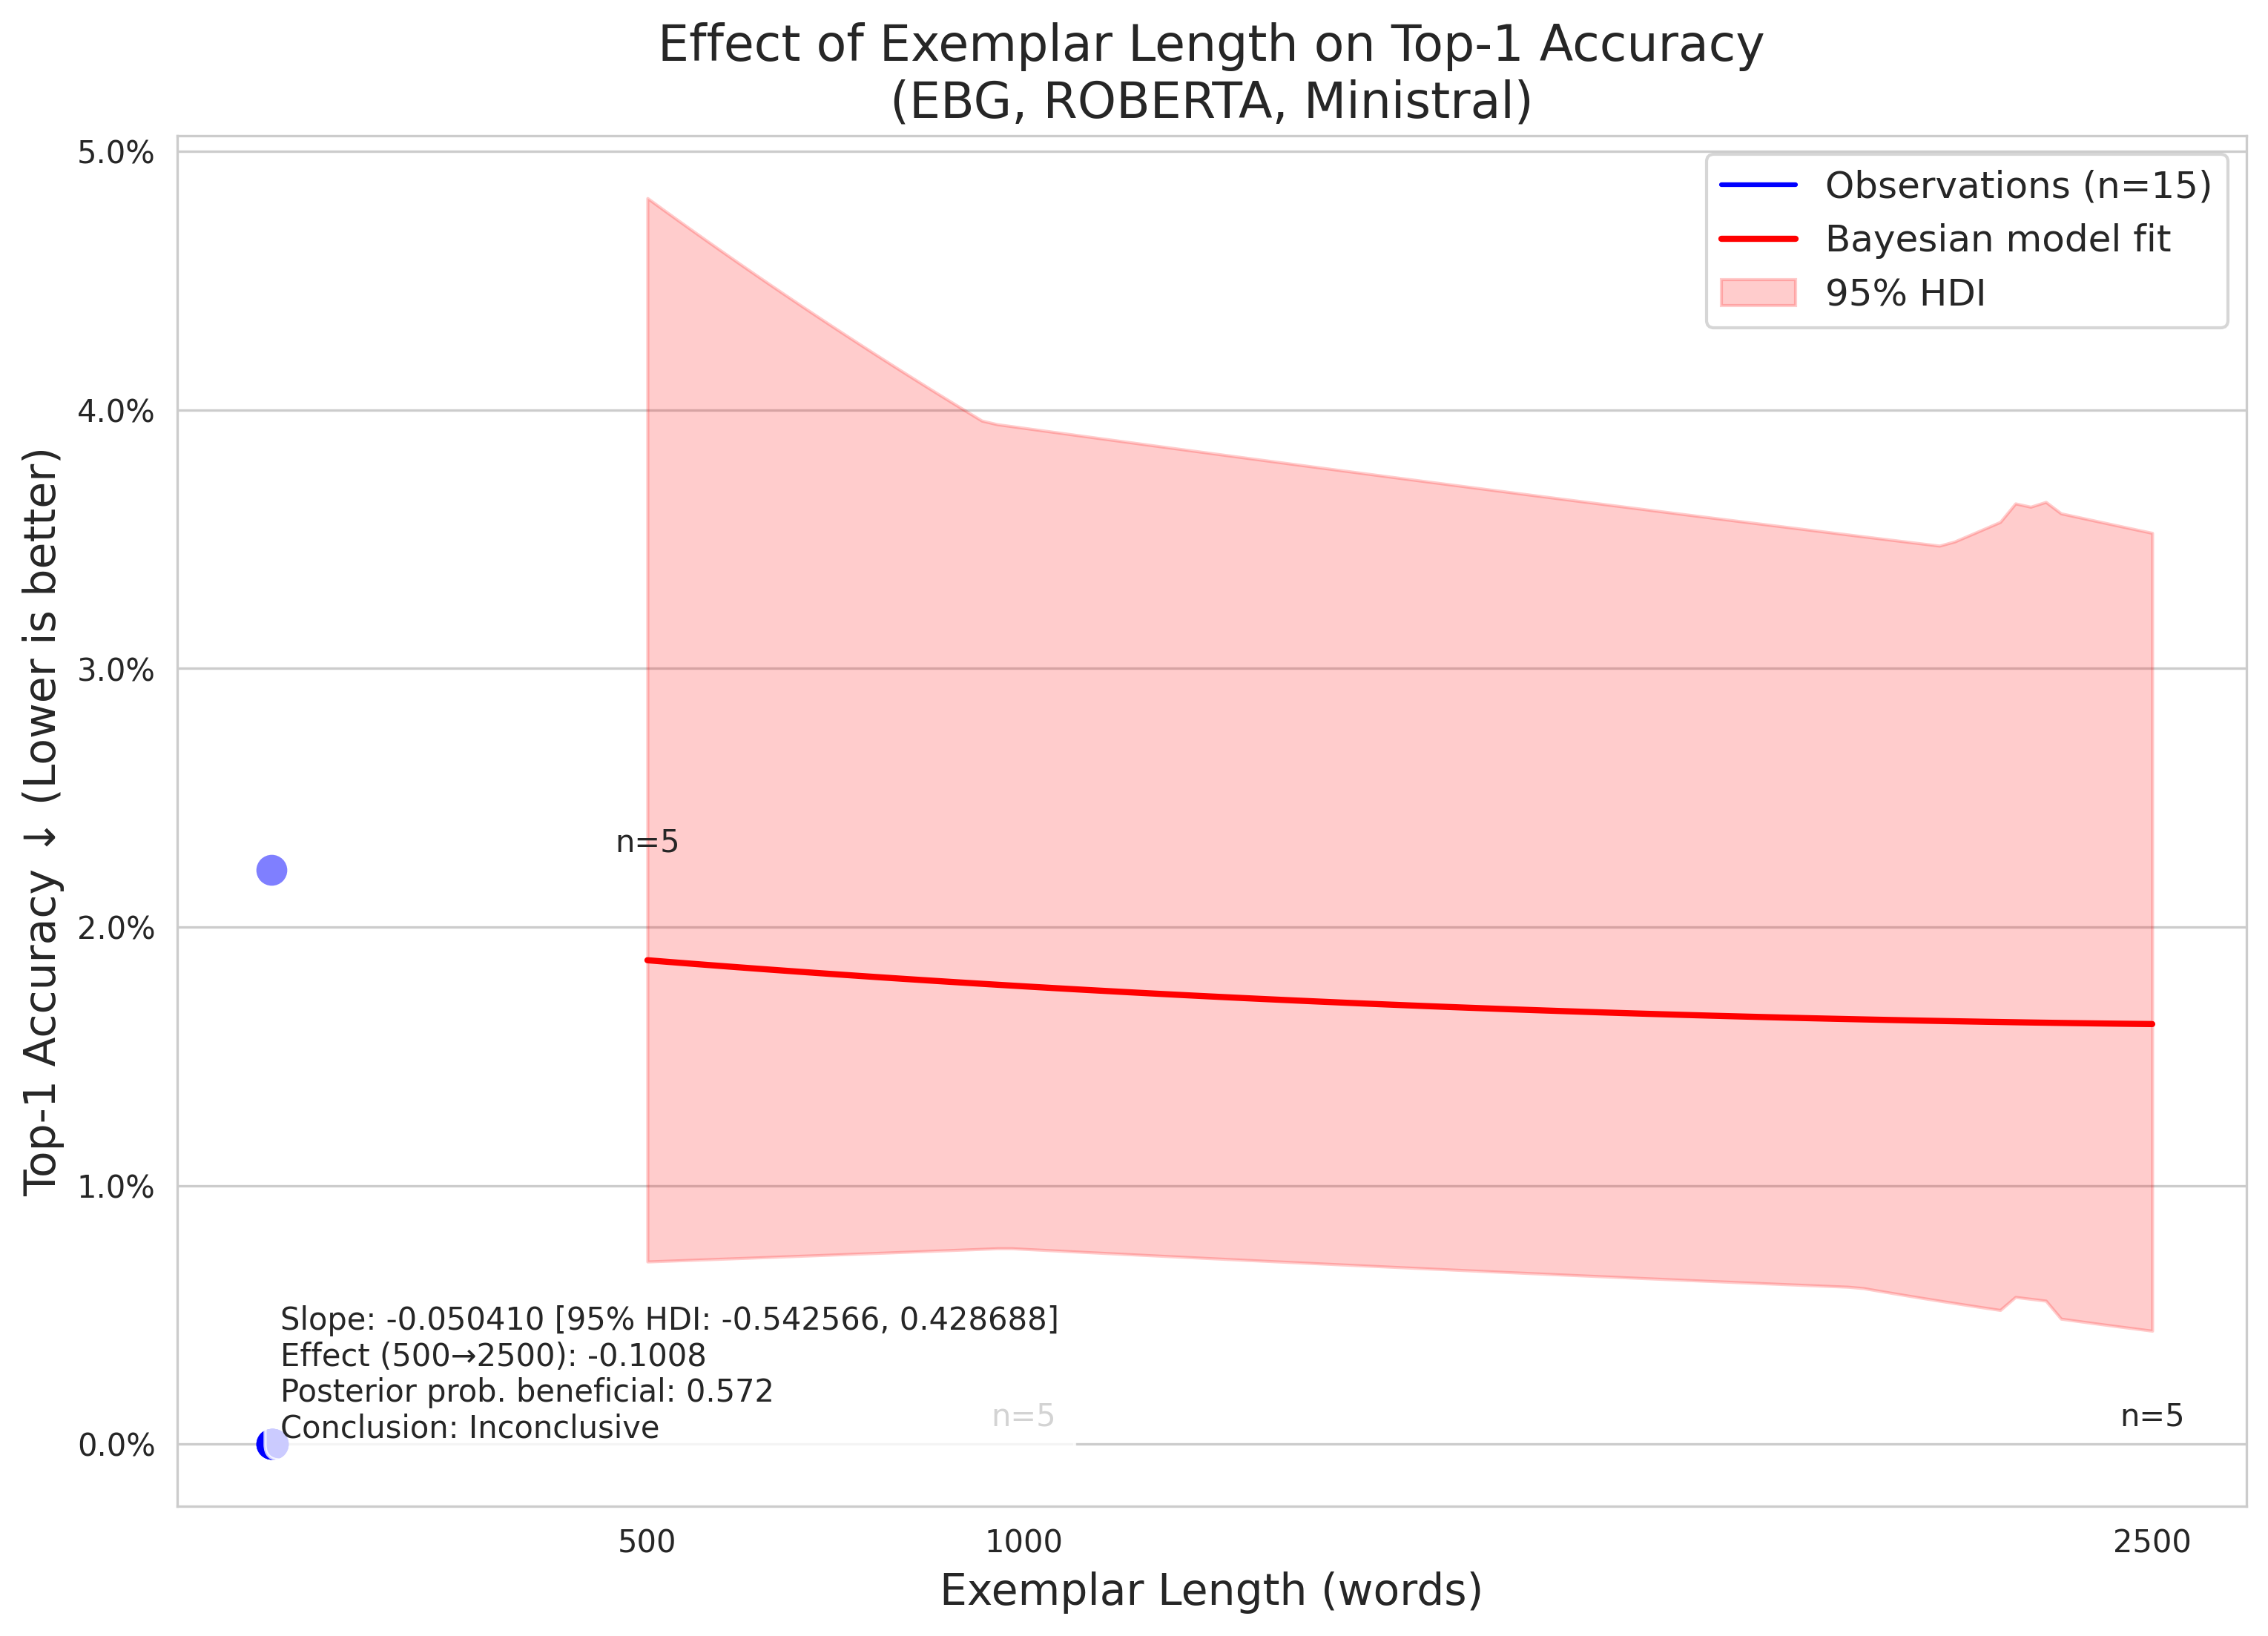 Effect of Exemplar Length on Top-1 Accuracy
(EBG, ROBERTA, Ministral)
Observations (n=15)
Bayesian model fit
95% HDI
Top-1 Accuracy ↓ (Lower is better)
5.0%
4.0%
3.0%
2.0%
1.0%
0.0%
n=5
n=5
n=5
Slope: -0.050410 [95% HDI: -0.542566, 0.428688]
Effect (500→2500): -0.1008
Posterior prob. beneficial: 0.572
Conclusion: Inconclusive
500
1000
2500
Exemplar Length (words)